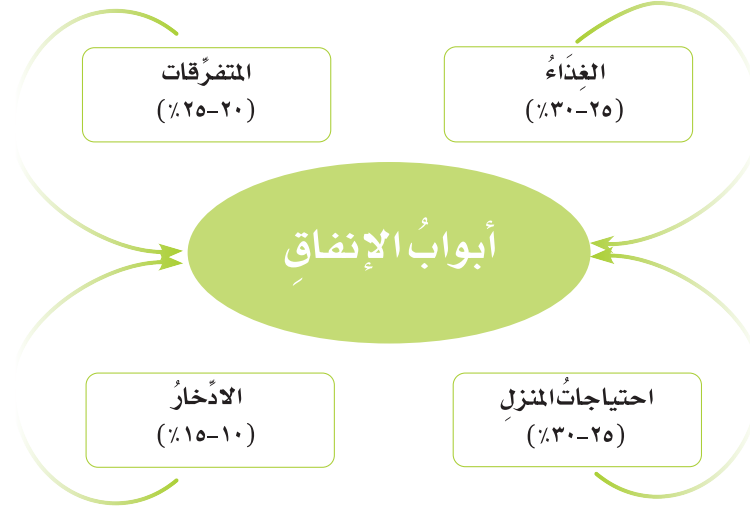 الغِذَاءُ
(٢٥-٣٠٪)
المتفرِّقات
(٢٠-٢٥٪)
أبوابُ الإنفاقِ
احتياجاتُ المنزلِ
(٢٥-٣٠٪)
الادِّخارُ
(١٠-١٥٪)